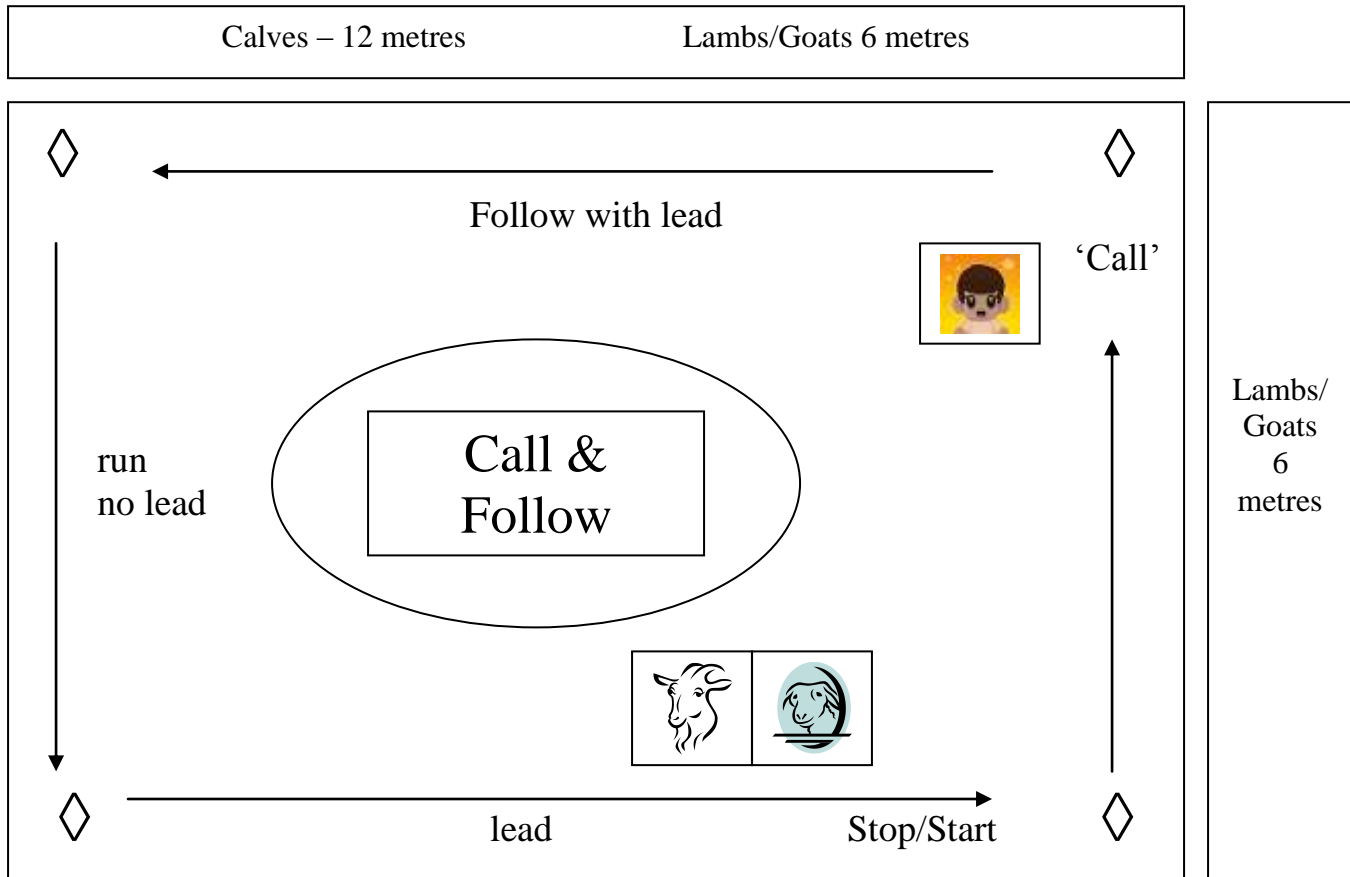 Calves – 12 metres Lambs/Goats 6 metres
Follow with lead
‘Call’
Lambs/
Goats
6
metres
run
no lead
Call &
Follow
lead Stop/Start